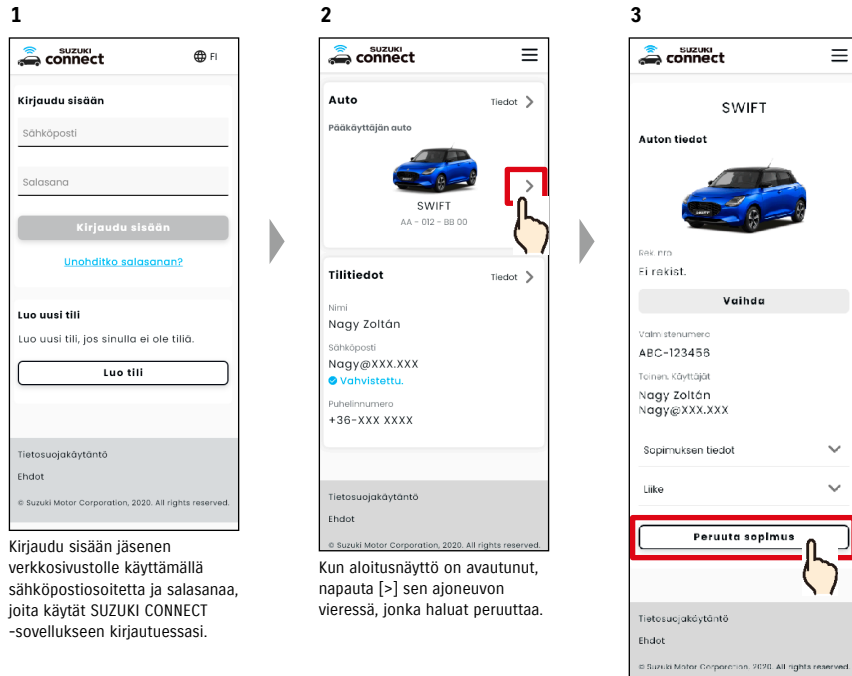 1
SUZUKI
connect
FI
Kirjaudu sisään
Sähköposti
Salasana
Kirjaudu sisään
Unohditko salasanan?
Luo uusi tili
Luo uusi tili, jos sinulla ei ole tiliä.
Luo tili
Tietosuojakäytäntö
Ehdot
© Suzuki Motor Corporation, 2020. All rights reserved.
Kirjaudu sisään jäsenen
verkkosivustolle käyttämällä
sähköpostiosoitetta ja salasanaa,
joita käytät SUZUKI CONNECT
-sovellukseen kirjautuessasi.
2
SUZUKI
connect
Auto
Tiedot
Pääkäyttäjän auto
SWIFT
AA - 012 - BB 00
Tilitiedot
Tiedot
Nimi
Nagy Zoltán
Sähköposti
Nagy@XXX.XXX
Vahvistettu.
Puhelinnumero
+36-XXX XXXX
Tietosuojakäytäntö
Ehdot
© Suzuki Motor Corporation, 2020. All rights reserved.
Kun aloitusnäyttö on avautunut,
napauta [>] sen ajoneuvon
vieressä, jonka haluat peruuttaa.
3
SUZUKI
connect
SWIFT
Auton tiedot
Rek. nro
Ei rekist.
Vaihda
Valmistenumero
ABC-123456
Toinen. Käyttäjät
Nagy Zoltán
Nagy@XXX.XXX
Sopimuksen tiedot
Liike
Peruuta sopimus
Tietosuojakäytäntö
Ehdot
© Suzuki Motor Corporation, 2020. All rights reserved.